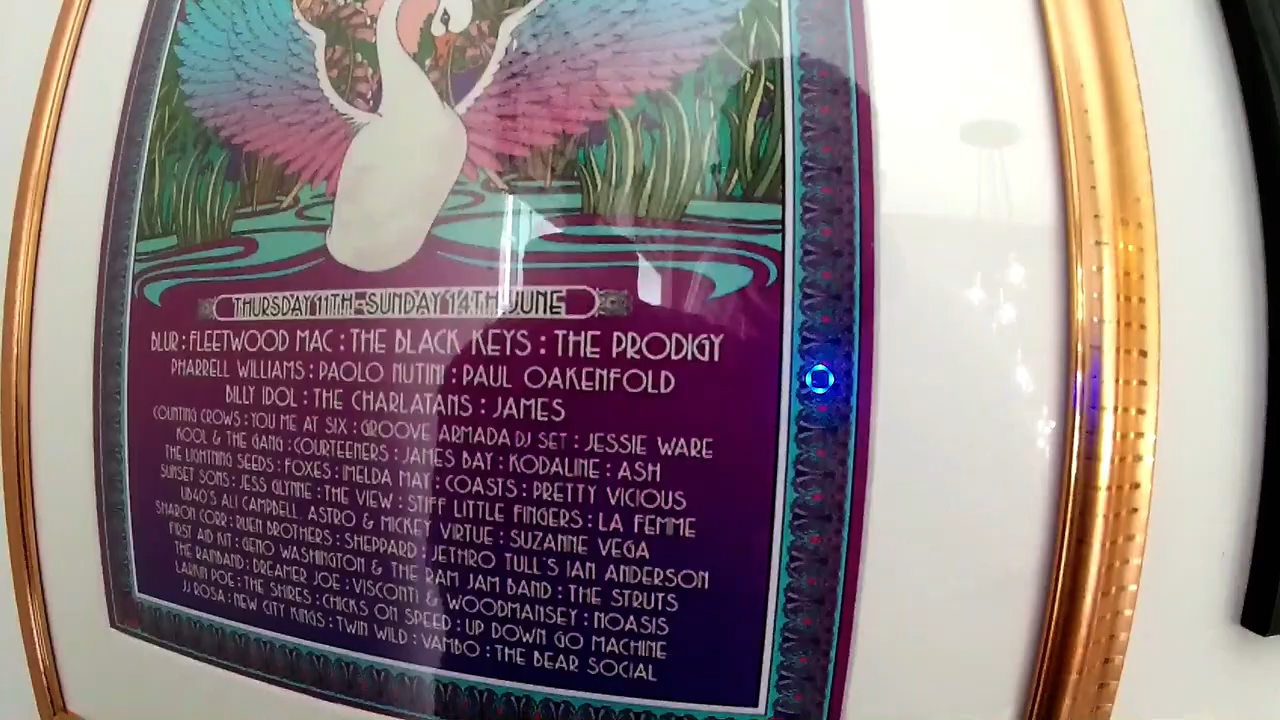 THURSDAY 11TH - SUNDAY 14TH JUNE
BLUR : FLEETWOOD MAC : THE BLACK KEYS : THE PRODIGY
PHARRELL WILLIAMS : PAOLO NUTINI : PAUL OAKENFOLD
BILLY IDOL : THE CHARLATANS : JAMES
COUNTING CROWS : YOU ME AT SIX : GROOVE ARMADA DJ SET : JESSIE WARE
KOOL & THE GANG : COURTEENERS : JAMES BAY : KODALINE : ASH
THE LIGHTNING SEEDS : FOXES : IMELDA MAY : COASTS : PRETTY VICIOUS
SUNSET SONS : JESS GLYNNE : THE VIEW : STIFF LITTLE FINGERS : LA FEMME
UB40'S ALI CAMPBELL, ASTRO & MICKEY VIRTUE : SUZANNE VEGA
SHARON CORR : RUEN BROTHERS : SHEPPARD : JETHRO TULL'S IAN ANDERSON
FIRST AID KIT : GENO WASHINGTON & THE RAM JAM BAND : THE STRUTS
THE RAINBAND : DREAMER JOE : VISCONTI & WOODMANSEY : NOASIS
LARKIN POE : THE SHIRES : CHICKS ON SPEED : UP DOWN GO MACHINE
JJ ROSA : NEW CITY KINGS : TWIN WILD : VAMBO : THE BEAR SOCIAL